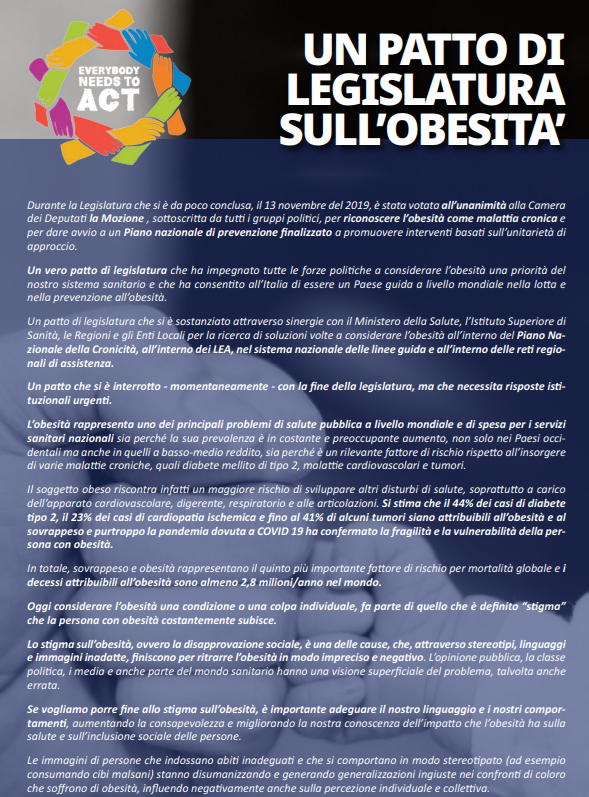 EVERYBODY
NEEDS TO
ACT
UN PATTO DI
LEGISLATURA
SULL'OBESITA'
Durante la Legislatura che si è da poco conclusa, il 13 novembre del 2019, è stata votata all'unanimità alla Camera
dei Deputati la Mozione , sottoscritta da tutti i gruppi politici, per riconoscere l'obesità come malattia cronica e
per dare avvio a un Piano nazionale di prevenzione finalizzato a promuovere interventi basati sull'unitarietà di
approccio.
Un vero patto di legislatura che ha impegnato tutte le forze politiche a considerare l'obesità una priorità del
nostro sistema sanitario e che ha consentito all'Italia di essere un Paese guida a livello mondiale nella lotta e
nella prevenzione all'obesità.
Un patto di legislatura che si è sostanziato attraverso sinergie con il Ministero della Salute, l'Istituto Superiore di
Sanità, le Regioni e gli Enti Locali per la ricerca di soluzioni volte a considerare l'obesità all'interno del Piano Na-
zionale della Cronicità, all'interno dei LEA, nel sistema nazionale delle linee guida e all'interno delle reti regio-
nali di assistenza.
Un patto che si è interrotto - momentaneamente - con la fine della legislatura, ma che necessita risposte isti-
tuzionali urgenti.
L'obesità rappresenta uno dei principali problemi di salute pubblica a livello mondiale e di spesa per i servizi
sanitari nazionali sia perché la sua prevalenza è in costante e preoccupante aumento, non solo nei Paesi occi-
dentali ma anche in quelli a basso-medio reddito, sia perché è un rilevante fattore di rischio rispetto all'insorgere
di varie malattie croniche, quali diabete mellito di tipo 2, malattie cardiovascolari e tumori.
Il soggetto obeso riscontra infatti un maggiore rischio di sviluppare altri disturbi di salute, soprattutto a carico
dell'apparato cardiovascolare, digerente, respiratorio e alle articolazioni. Si stima che il 44% dei casi di diabete
tipo 2, il 23% dei casi di cardiopatia ischemica e fino al 41% di alcuni tumori siano attribuibili all'obesità e al
sovrappeso e purtroppo la pandemia dovuta a COVID 19 ha confermato la fragilità e la vulnerabilità della per-
sona con obesità.
In totale, sovrappeso e obesità rappresentano il quinto più importante fattore di rischio per mortalità globale e i
decessi attribuibili all'obesità sono almeno 2,8 milioni/anno nel mondo.
Oggi considerare l'obesità una condizione o una colpa individuale, fa parte di quello che è definito “stigma”
che la persona con obesità costantemente subisce.
Lo stigma sull'obesità, ovvero la disapprovazione sociale, è una delle cause, che, attraverso stereotipi, linguaggi
e immagini inadatte, finiscono per ritrarre l'obesità in modo impreciso e negativo. L'opinione pubblica, la classe
politica, i media e anche parte del mondo sanitario hanno una visione superficiale del problema, talvolta anche
errata.
Se vogliamo porre fine allo stigma sull'obesità, è importante adeguare il nostro linguaggio e i nostri compor-
tamenti, aumentando la consapevolezza e migliorando la nostra conoscenza dell'impatto che l'obesità ha sulla
salute e sull'inclusione sociale delle persone.
Le immagini di persone che indossano abiti inadeguati e che si comportano in modo stereotipato (ad esempio
consumando cibi malsani) stanno disumanizzando e generando generalizzazioni ingiuste nei confronti di coloro
che soffrono di obesità, influendo negativamente anche sulla percezione individuale e collettiva.